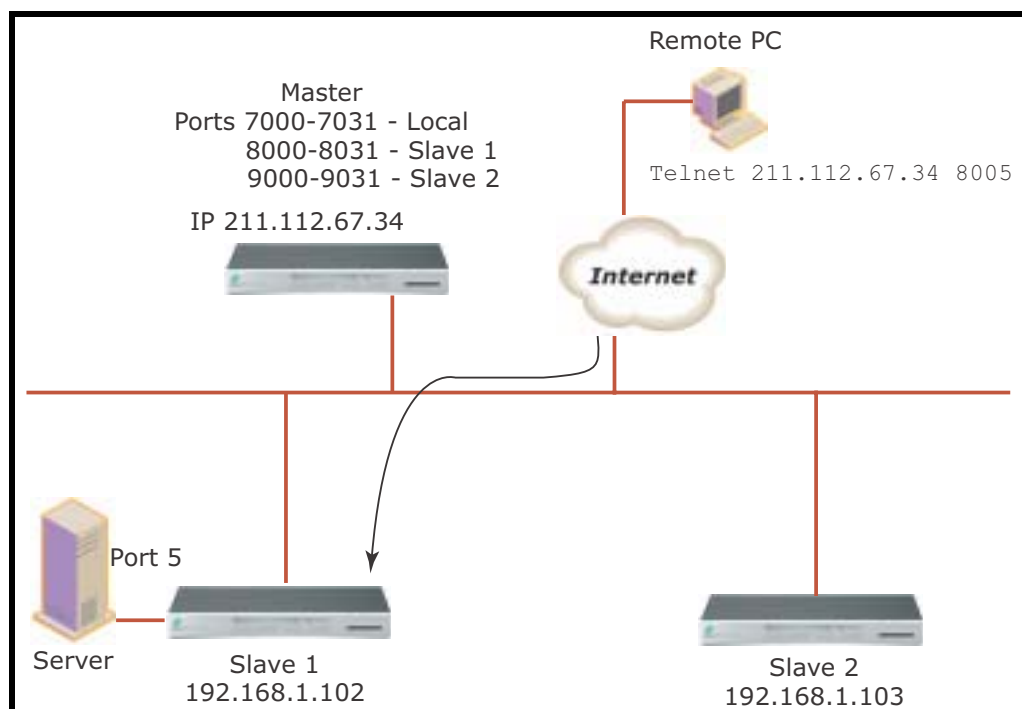 Remote PC
Master
Ports 7000-7031 - Local
8000-8031 - Slave 1
9000-9031 - Slave 2
IP 211.112.67.34
Telnet 211.112.67.34 8005
Internet
Port 5
Server
Slave 1
192.168.1.102
Slave 2
192.168.1.103